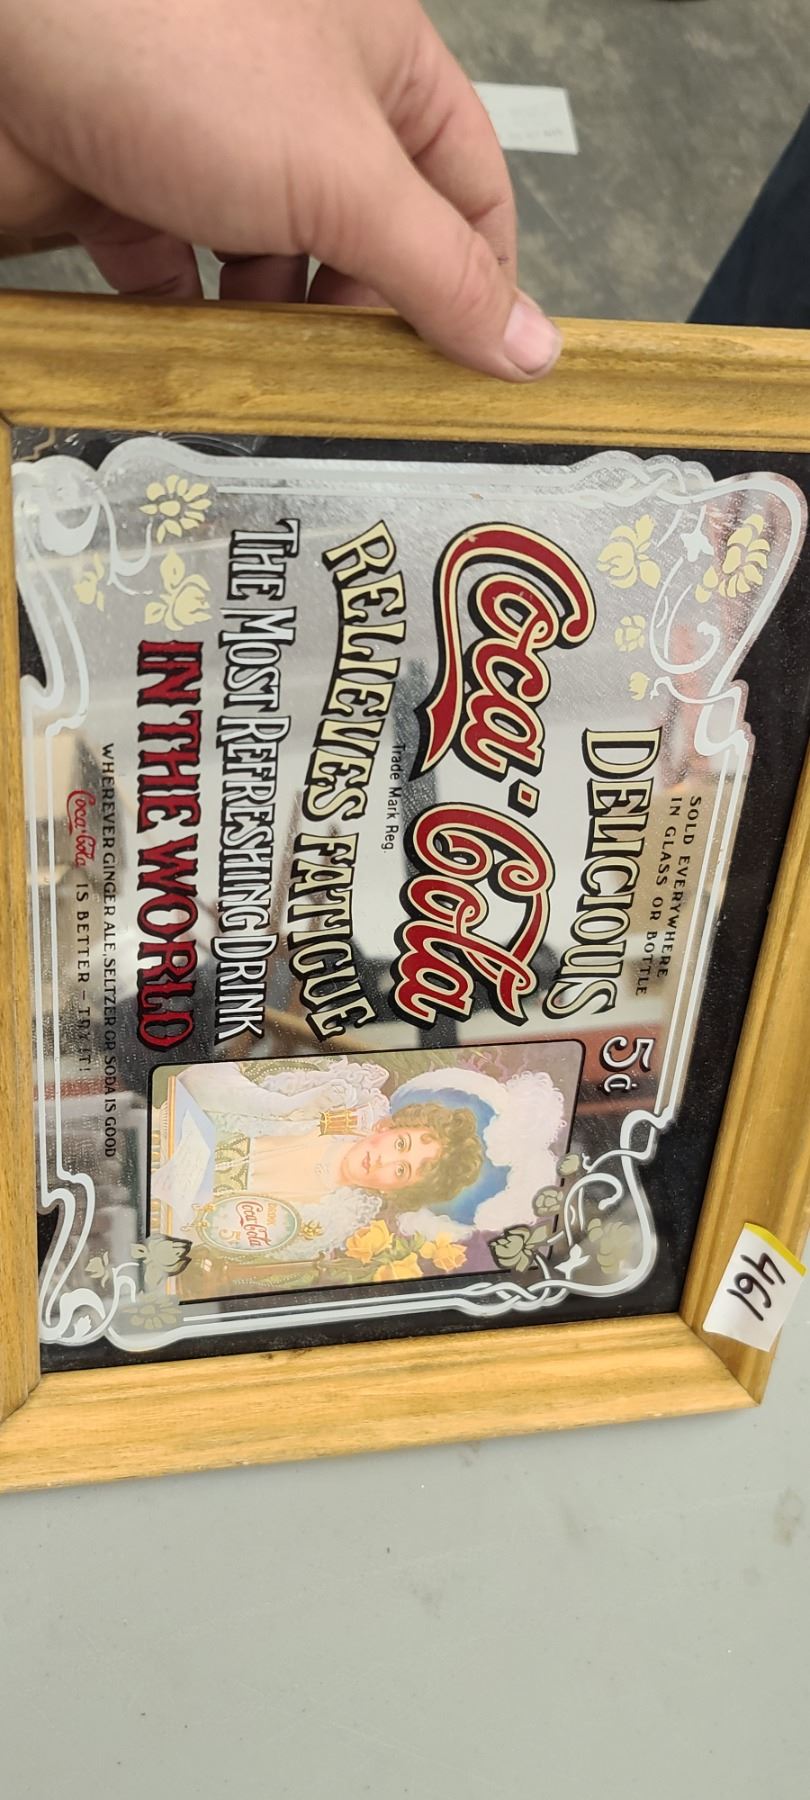 SOLD EVERYWHERE
IN GLASS OR BOTTLE
DELICIOUS 5¢
Coca-Cola
Trade Mark Reg.
RELIEVES FATIGUE
THE MOST REFRESHING DRINK
IN THE WORLD
WHEREVER GINGER ALE, SELTZER OR SODA IS GOOD
Coca-Cola IS BETTER - TRY IT!
DRINK
Coca-Cola
5¢
461